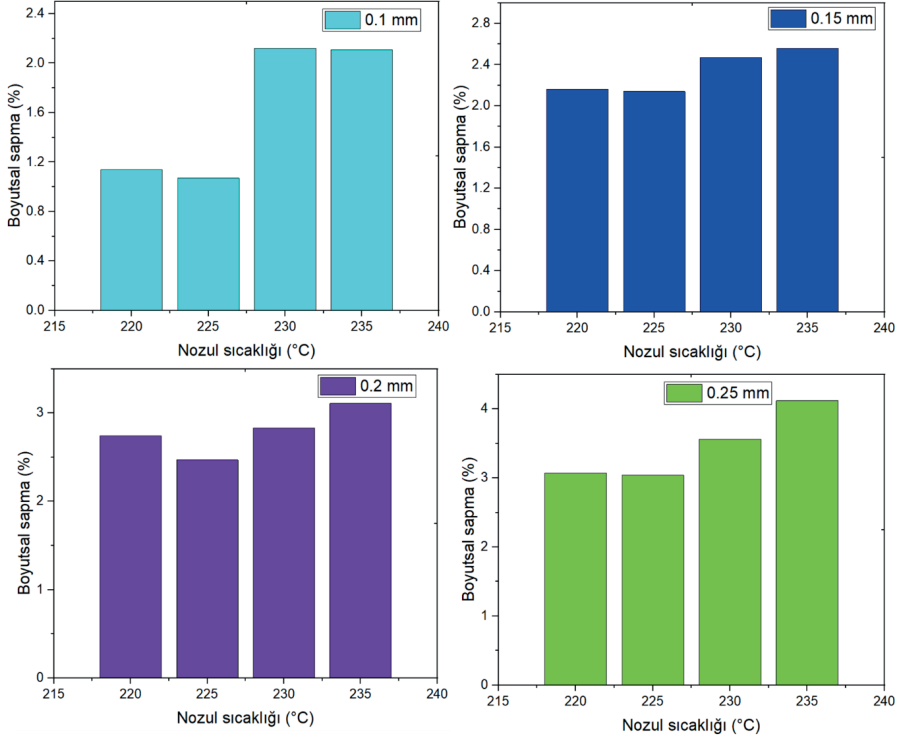 0.1 mm
2.4
2.0
1.6
1.2
0.8
0.4
0.0
Boyutsal sapma (%)
215 220 225 230 235 240
Nozul sıcaklığı (°C)
0.15 mm
2.8
2.4
2.0
1.6
1.2
0.8
0.4
0.0
Boyutsal sapma (%)
215 220 225 230 235 240
Nozul sıcaklığı (°C)
0.2 mm
3
2
1
0
Boyutsal sapma (%)
215 220 225 230 235 240
Nozul sıcaklığı (°C)
0.25 mm
4
3
2
1
0
Boyutsal sapma (%)
215 220 225 230 235 240
Nozul sıcaklığı (°C)